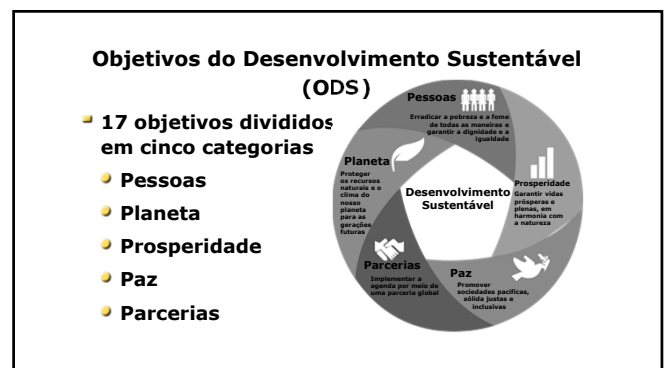 Objetivos do Desenvolvimento Sustentável
(ODS)
17 objetivos divididos
em cinco categorias
Pessoas
Planeta
Prosperidade
Paz
Parcerias
Pessoas
Erradicar a pobreza e a fome
de todas as maneiras e
garantir a dignidade e a
igualdade
Planeta
Proteger
os recursos
naturais e o
clima do
nosso
planeta
para as
gerações
futuras
Desenvolvimento
Sustentável
Prosperidade
Garantir vidas
prósperas e
plenas, em
harmonia com
a natureza
Parcerias
Implementar a
agenda por meio de
uma parceria global
Paz
Promover
sociedades pacíficas,
sólida justas e
inclusivas